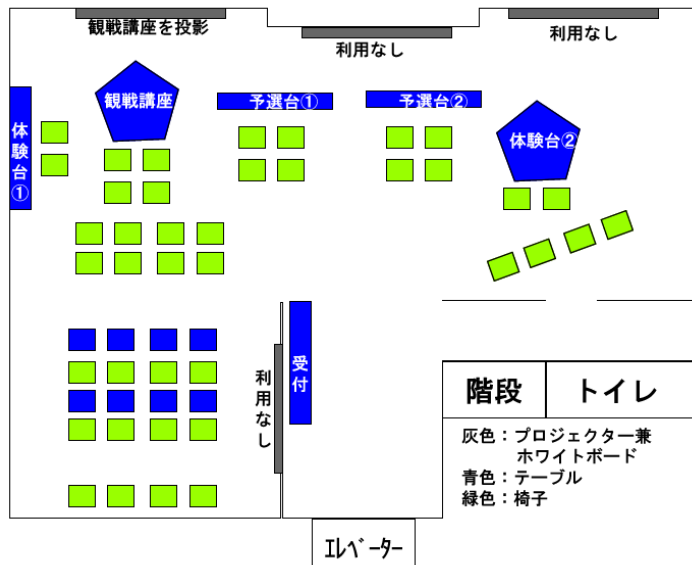 観戦講座を投影
利用なし
利用なし
観戦講座
予選台①
予選台②
体験台①
体験台②
利用なし
受付
階段
トイレ
灰色：プロジェクター兼
ホワイトボード
青色：テーブル
緑色：椅子
エレベーター